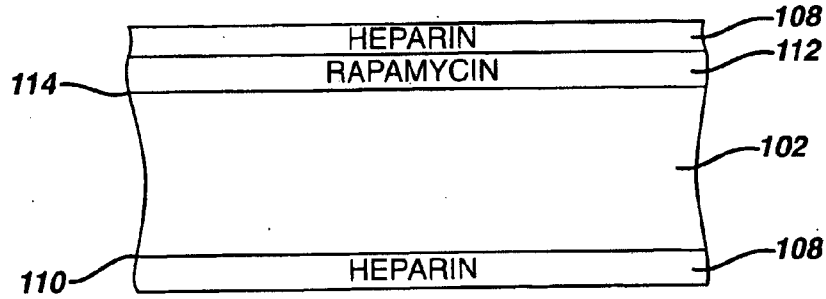 HEPARIN 108
RAPAMYCIN 112
114
102
110 HEPARIN 108